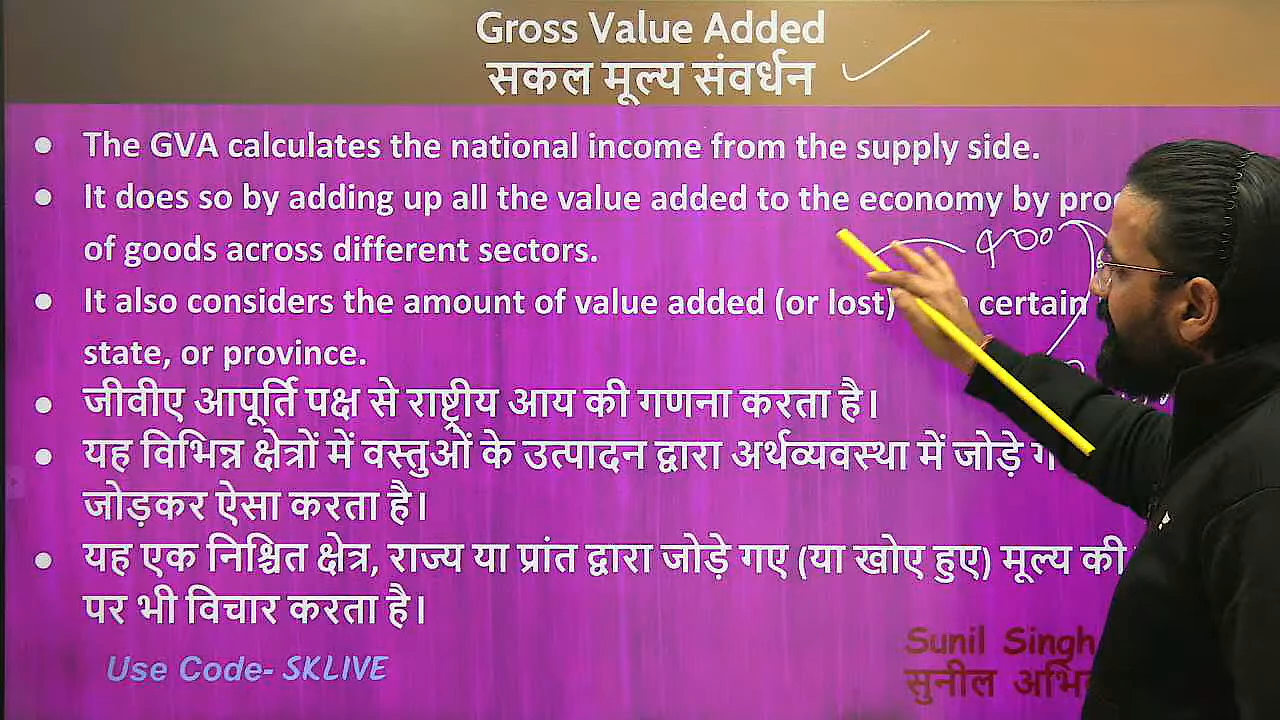 Gross Value Added
सकल मूल्य संवर्धन
● The GVA calculates the national income from the supply side.
● It does so by adding up all the value added to the economy by
of goods across different sectors.
● It also considers the amount of value added (or lost) certain
state, or province.
● जीवीए आपूर्ति पक्ष से राष्ट्रीय आय की गणना करता है।
● यह विभिन्न क्षेत्रों में वस्तुओं के उत्पादन द्वारा अर्थव्यवस्था में जोड़े
जोड़कर ऐसा करता है।
● यह एक निश्चित क्षेत्र, राज्य या प्रांत द्वारा जोड़े गए (या खोए हुए) मूल्य की
पर भी विचार करता है।
Use Code- SKLIVE
Sunil Singh
सुनील